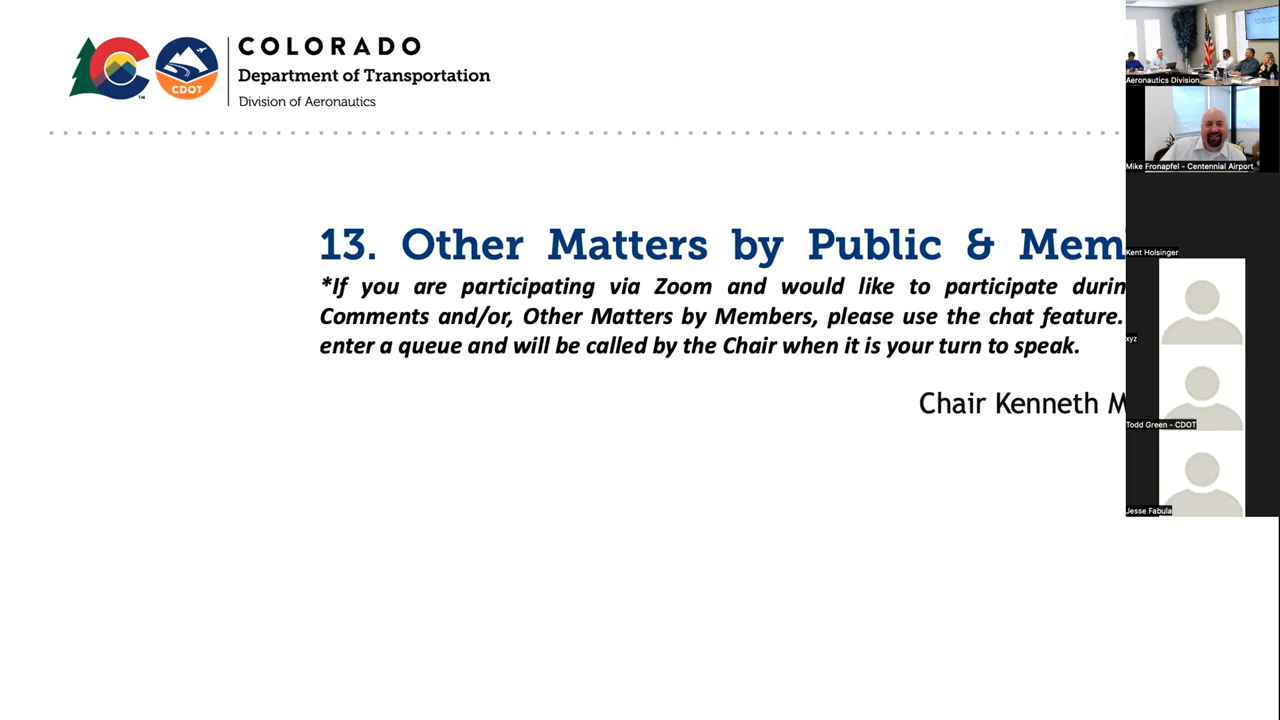 COLORADO
Department of Transportation
Division of Aeronautics
CDOT
TM
13. Other Matters by Public & Mem
*If you are participating via Zoom and would like to participate durin
Comments and/or, Other Matters by Members, please use the chat feature.
enter a queue and will be called by the Chair when it is your turn to speak.
Chair Kenneth M
Aeronautics Division
Mike Fronapfel - Centennial Airport
Kent Holsinger
xyz
Todd Green - CDOT
Jesse Fabula